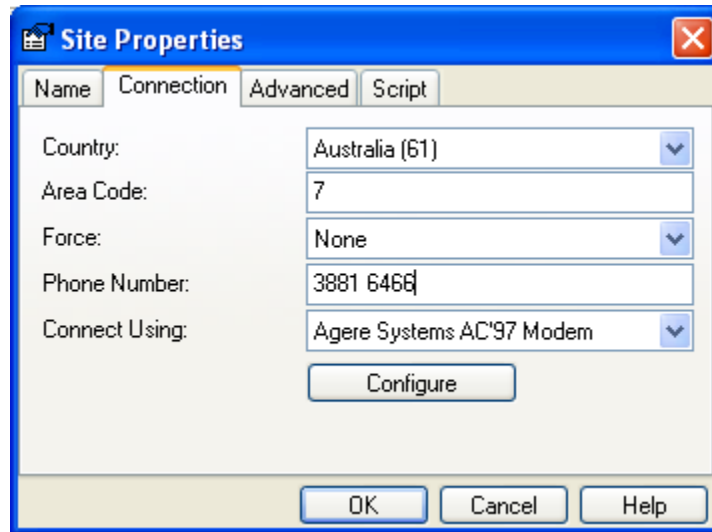 Site Properties
Name Connection Advanced Script
Country: Australia (61)
Area Code: 7
Force: None
Phone Number: 3881 6466
Connect Using: Agere Systems AC'97 Modem
Configure
OK Cancel Help